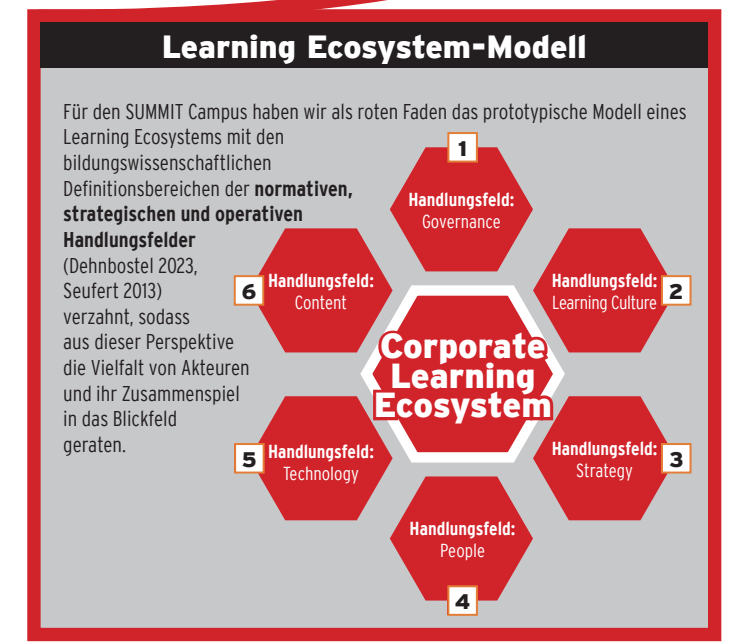 Learning Ecosystem-Modell
Für den SUMMIT Campus haben wir als roten Faden das prototypische Modell eines
Learning Ecosystems mit den
bildungswissenschaftlichen
Definitionsbereichen der normativen,
strategischen und operativen
Handlungsfelder
(Dehnbostel 2023,
Seufert 2013)
verzahnt, sodass
aus dieser Perspektive
die Vielfalt von Akteuren
und ihr Zusammenspiel
in das Blickfeld
geraten.
1
Handlungsfeld:
Governance
2
Handlungsfeld:
Learning Culture
3
Handlungsfeld:
Strategy
4
Handlungsfeld:
People
5
Handlungsfeld:
Technology
6
Handlungsfeld:
Content
Corporate
Learning
Ecosystem